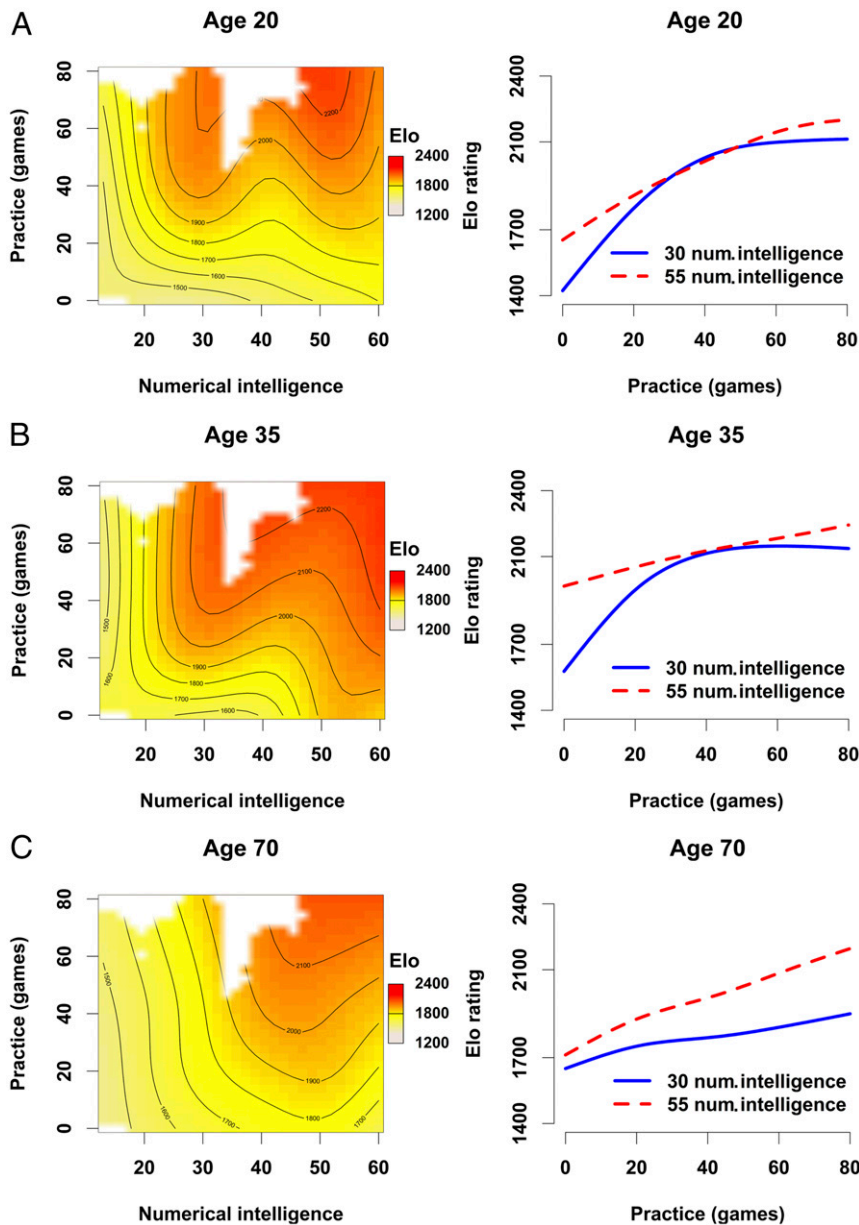 A
Age 20
Age 20
Practice (games)
80
60
40
20
0
2200
2000
1900
1800
1700
1600
1500
20 30 40 50 60
Numerical intelligence
Elo
2400
1800
1200
Elo rating
2400
2100
1700
1400
30 num.intelligence
55 num.intelligence
0 20 40 60 80
Practice (games)
B
Age 35
Age 35
Practice (games)
80
60
40
20
0
2200
2100
2000
1900
1800
1700
1600
1500
1600
20 30 40 50 60
Numerical intelligence
Elo
2400
1800
1200
Elo rating
2400
2100
1700
1400
30 num.intelligence
55 num.intelligence
0 20 40 60 80
Practice (games)
C
Age 70
Age 70
Practice (games)
80
60
40
20
0
1500
2100
2000
1900
1800
1700
1600
1700
20 30 40 50 60
Numerical intelligence
Elo
2400
1800
1200
Elo rating
2400
2100
1700
1400
30 num.intelligence
55 num.intelligence
0 20 40 60 80
Practice (games)